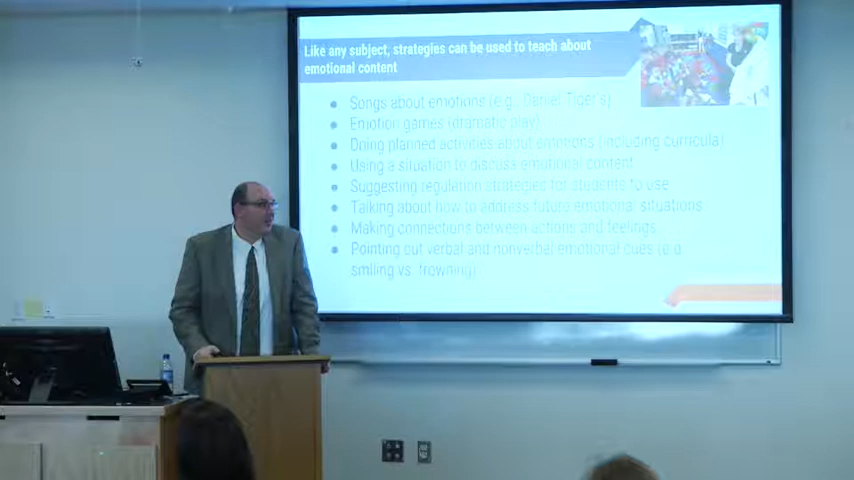 Like any subject, strategies can be used to teach about
emotional content
Songs about emotions (e.g., Daniel Tiger's)
Emotion games (dramatic play)
Doing planned activities about emotions (including curricula)
Using a situation to discuss emotional content
Suggesting regulation strategies for students to use
Talking about how to address future emotional situations
Making connections between actions and feelings
Pointing out verbal and nonverbal emotional cues (e.g.
smiling vs. frowning)